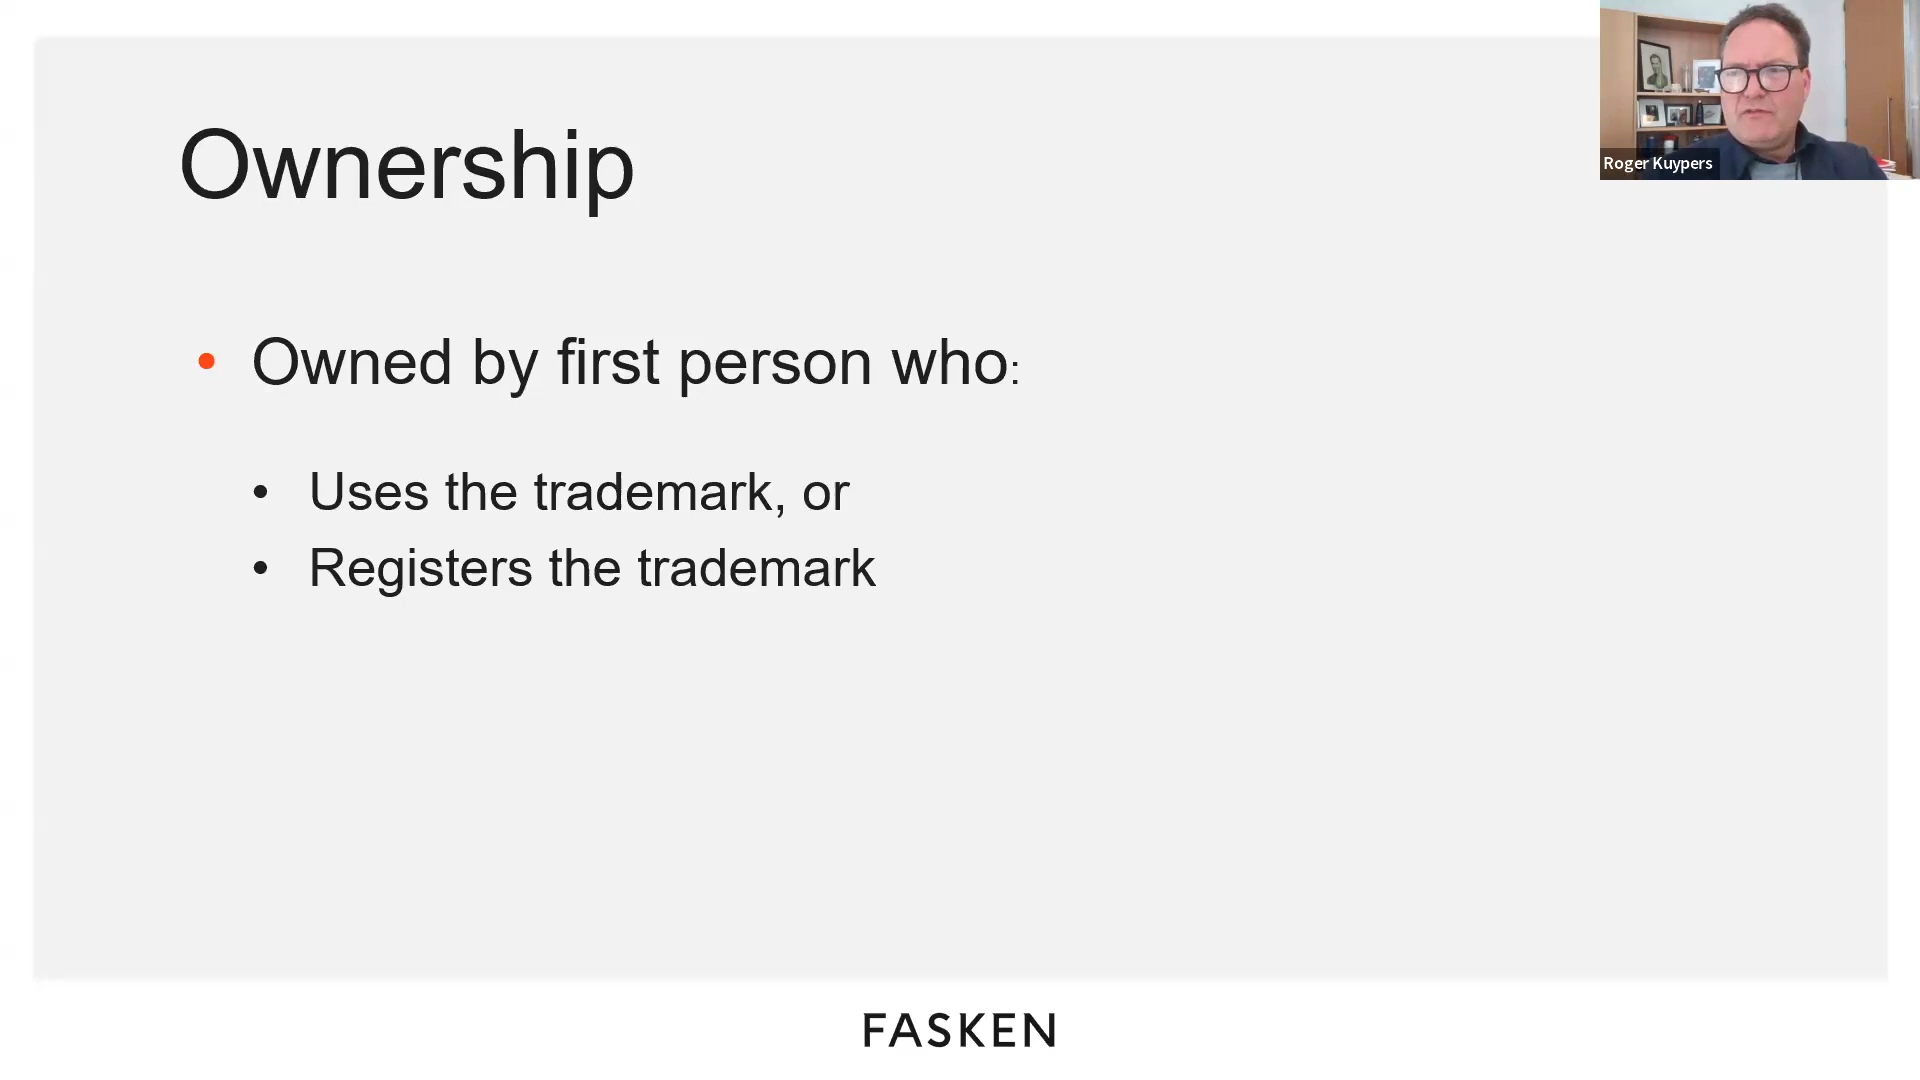 Ownership
Roger Kuypers
• Owned by first person who:
• Uses the trademark, or
• Registers the trademark
FASKEN